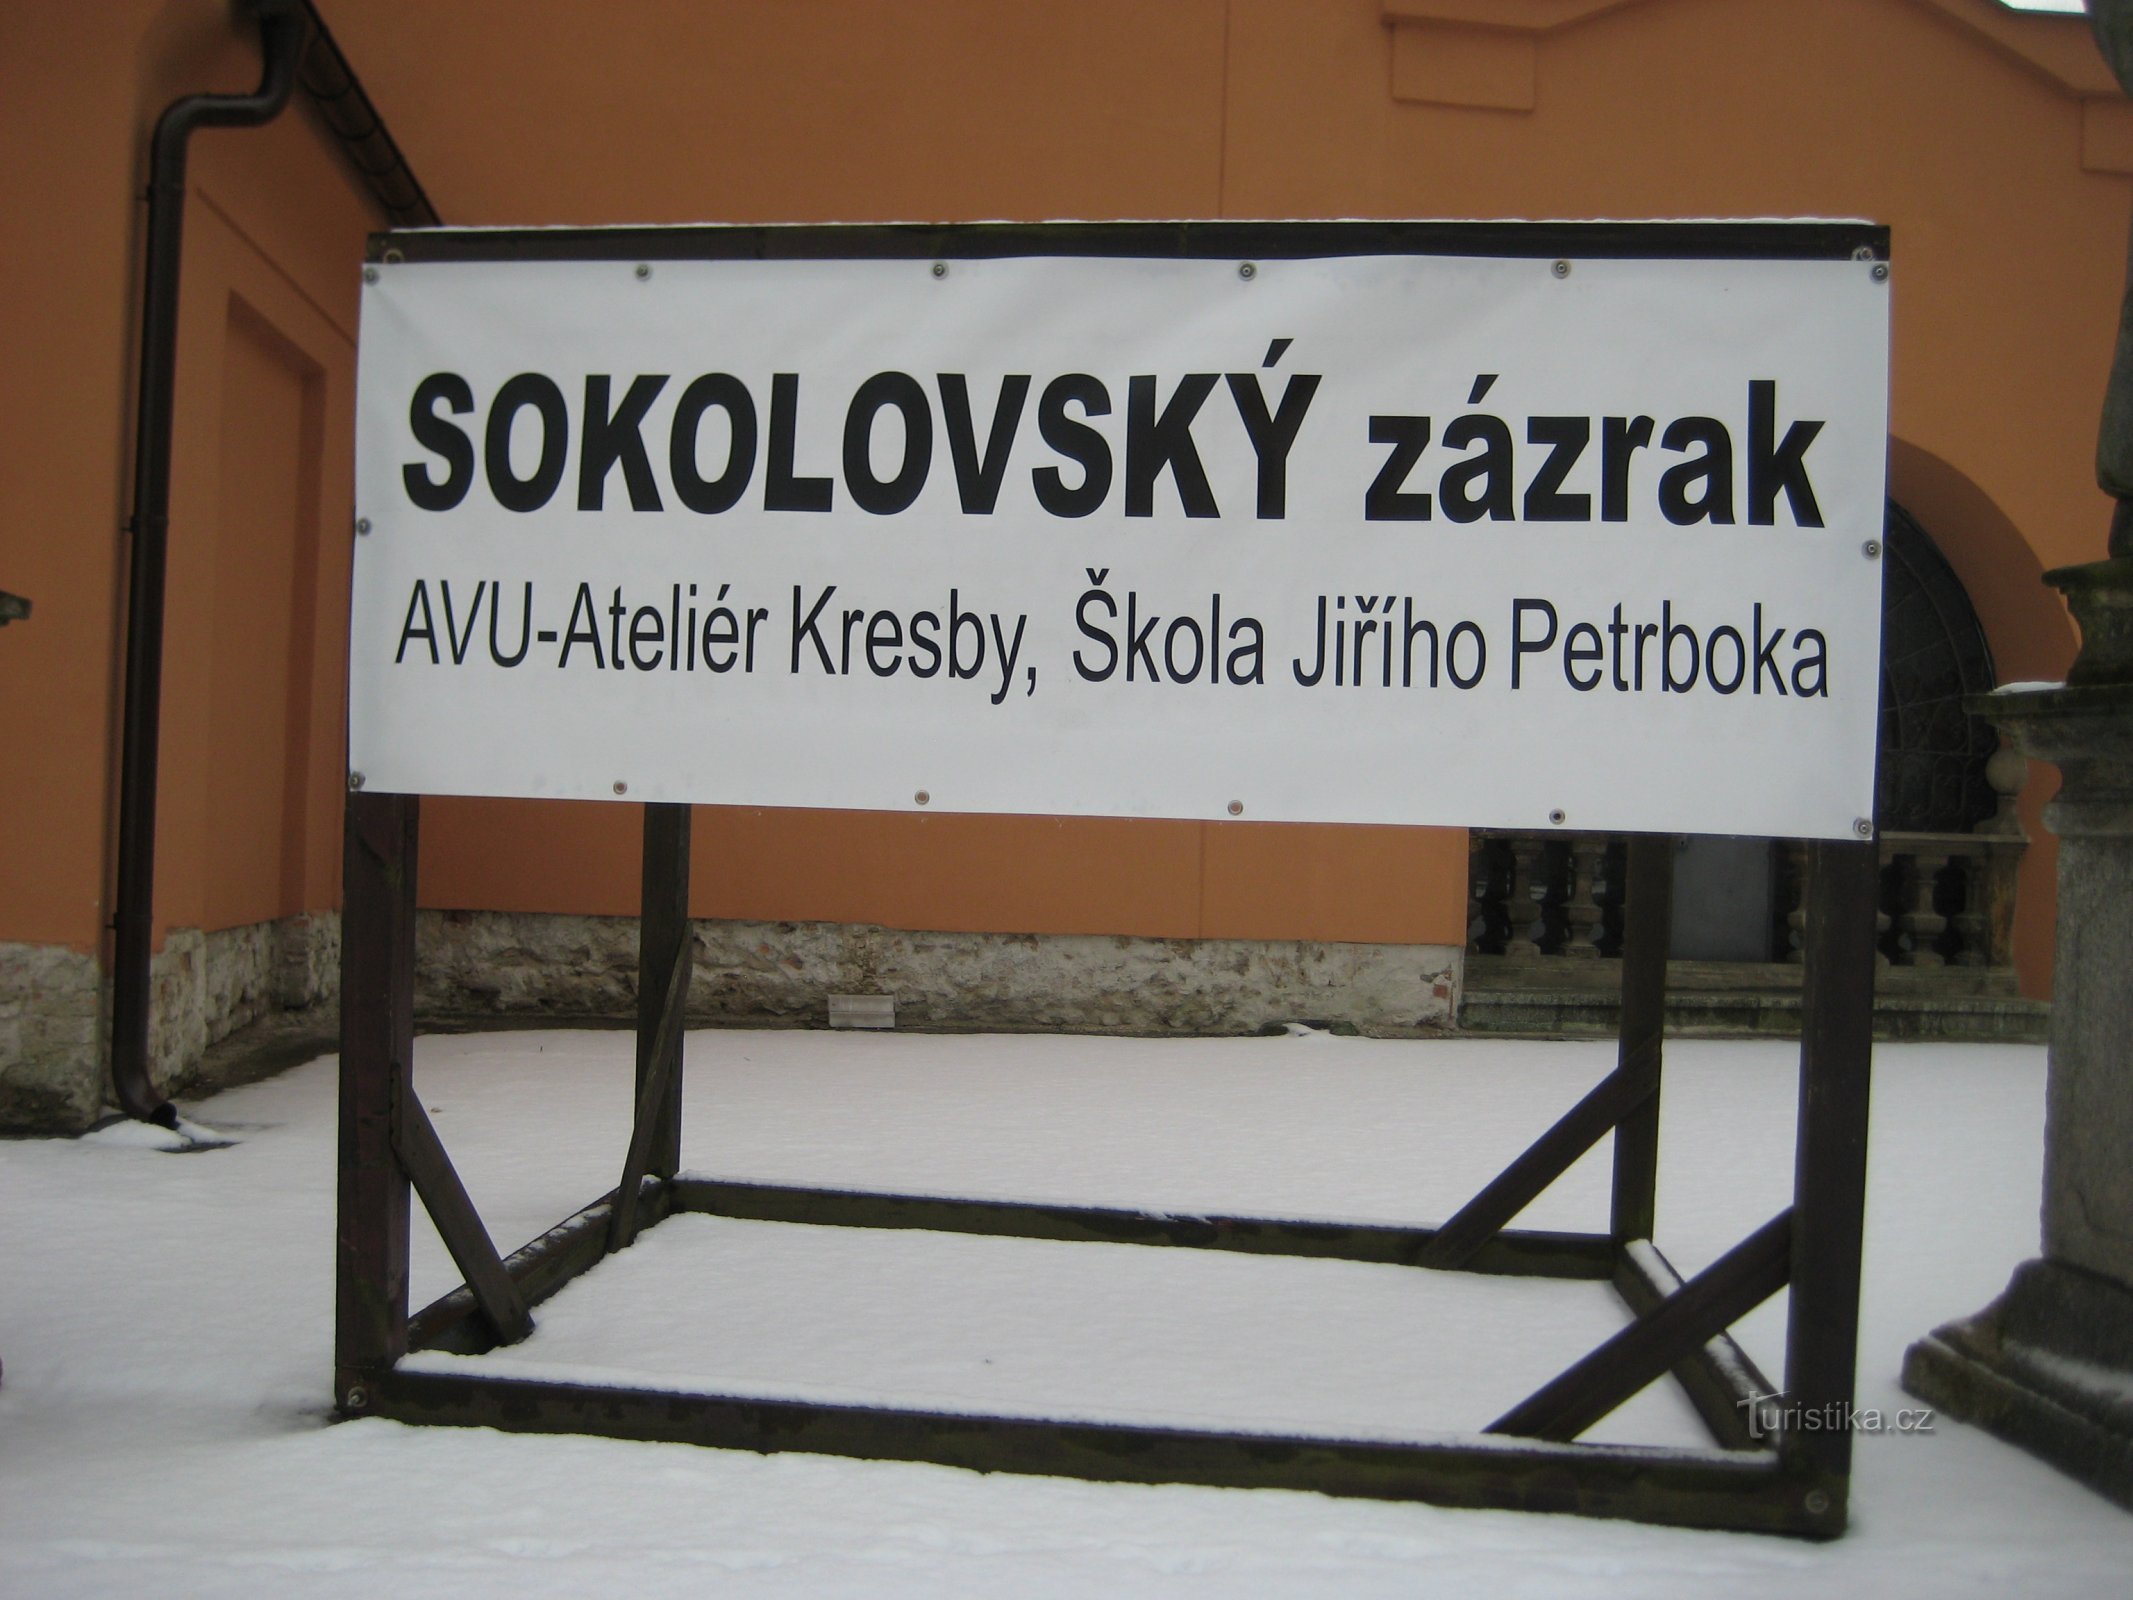 SOKOLOVSKÝ zázrak
AVU-Ateliér Kresby, Škola Jiřího Petrboka
Turistika.cz